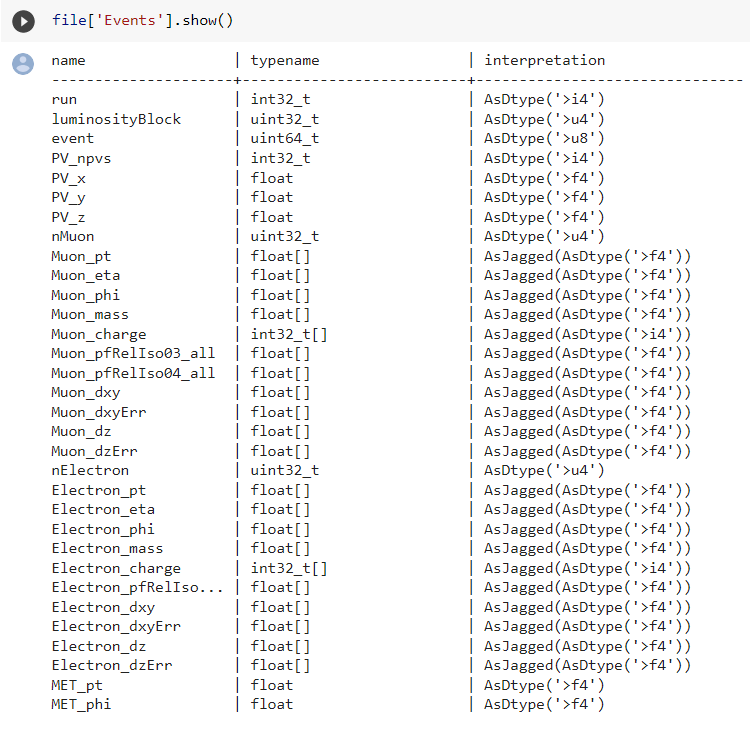 file['Events'].show()
name                 | typename                 | interpretation
---------------------+--------------------------+-------------------------------
run                  | int32_t                  | AsDtype('>i4')
luminosityBlock      | uint32_t                 | AsDtype('>u4')
event                | uint64_t                 | AsDtype('>u8')
PV_npvs              | int32_t                  | AsDtype('>i4')
PV_x                 | float                    | AsDtype('>f4')
PV_y                 | float                    | AsDtype('>f4')
PV_z                 | float                    | AsDtype('>f4')
nMuon                | uint32_t                 | AsDtype('>u4')
Muon_pt              | float[]                  | AsJagged(AsDtype('>f4'))
Muon_eta             | float[]                  | AsJagged(AsDtype('>f4'))
Muon_phi             | float[]                  | AsJagged(AsDtype('>f4'))
Muon_mass            | float[]                  | AsJagged(AsDtype('>f4'))
Muon_charge          | int32_t[]                | AsJagged(AsDtype('>i4'))
Muon_pfRelIso03_all  | float[]                  | AsJagged(AsDtype('>f4'))
Muon_pfRelIso04_all  | float[]                  | AsJagged(AsDtype('>f4'))
Muon_dxy             | float[]                  | AsJagged(AsDtype('>f4'))
Muon_dxyErr          | float[]                  | AsJagged(AsDtype('>f4'))
Muon_dz              | float[]                  | AsJagged(AsDtype('>f4'))
Muon_dzErr           | float[]                  | AsJagged(AsDtype('>f4'))
nElectron            | uint32_t                 | AsDtype('>u4')
Electron_pt          | float[]                  | AsJagged(AsDtype('>f4'))
Electron_eta         | float[]                  | AsJagged(AsDtype('>f4'))
Electron_phi         | float[]                  | AsJagged(AsDtype('>f4'))
Electron_mass        | float[]                  | AsJagged(AsDtype('>f4'))
Electron_charge      | int32_t[]                | AsJagged(AsDtype('>i4'))
Electron_pfRelIso... | float[]                  | AsJagged(AsDtype('>f4'))
Electron_dxy         | float[]                  | AsJagged(AsDtype('>f4'))
Electron_dxyErr      | float[]                  | AsJagged(AsDtype('>f4'))
Electron_dz          | float[]                  | AsJagged(AsDtype('>f4'))
Electron_dzErr       | float[]                  | AsJagged(AsDtype('>f4'))
MET_pt               | float                    | AsDtype('>f4')
MET_phi              | float                    | AsDtype('>f4')